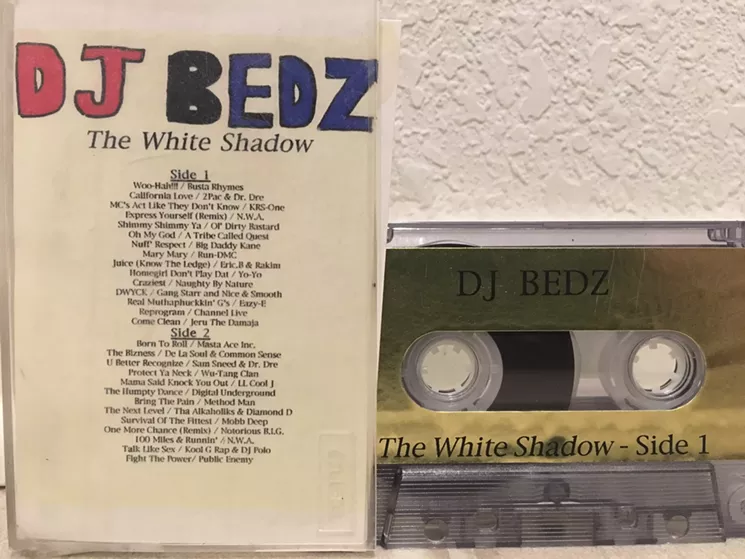 DJ BEDZ
The White Shadow
Side 1
Woo-Hah!!! / Busta Rhymes
California Love / 2Pac & Dr. Dre
MC's Act Like They Don't Know / KRS-One
Express Yourself (Remix) / N.W.A.
Shimmy Shimmy Ya / Ol' Dirty Bastard
Oh My God / A Tribe Called Quest
Nuff' Respect / Big Daddy Kane
Mary Mary / Run-DMC
Juice (Know The Ledge) / Eric.B & Rakim
Homegirl Don't Play Dat / Yo-Yo
Craziest / Naughty By Nature
DWYCK / Gang Starr and Nice & Smooth
Real Muthaphuckkin' G's / Eazy-E
Reprogram / Channel Live
Come Clean / Jeru The Damaja
Side 2
Born To Roll / Masta Ace Inc.
The Bizness / De La Soul & Common Sense
U Better Recognize / Sam Sneed & Dr. Dre
Protect Ya Neck / Wu-Tang Clan
Mama Said Knock You Out / LL Cool J
The Humpty Dance / Digital Underground
Bring The Pain / Method Man
The Next Level / Tha Alkaholiks & Diamond D
Survival Of The Fittest / Mobb Deep
One More Chance (Remix) / Notorious B.I.G.
100 Miles & Runnin' / N.W.A.
Talk Like Sex / Kool G Rap & DJ Polo
Fight The Power/ Public Enemy
DJ BEDZ
The White Shadow - Side 1